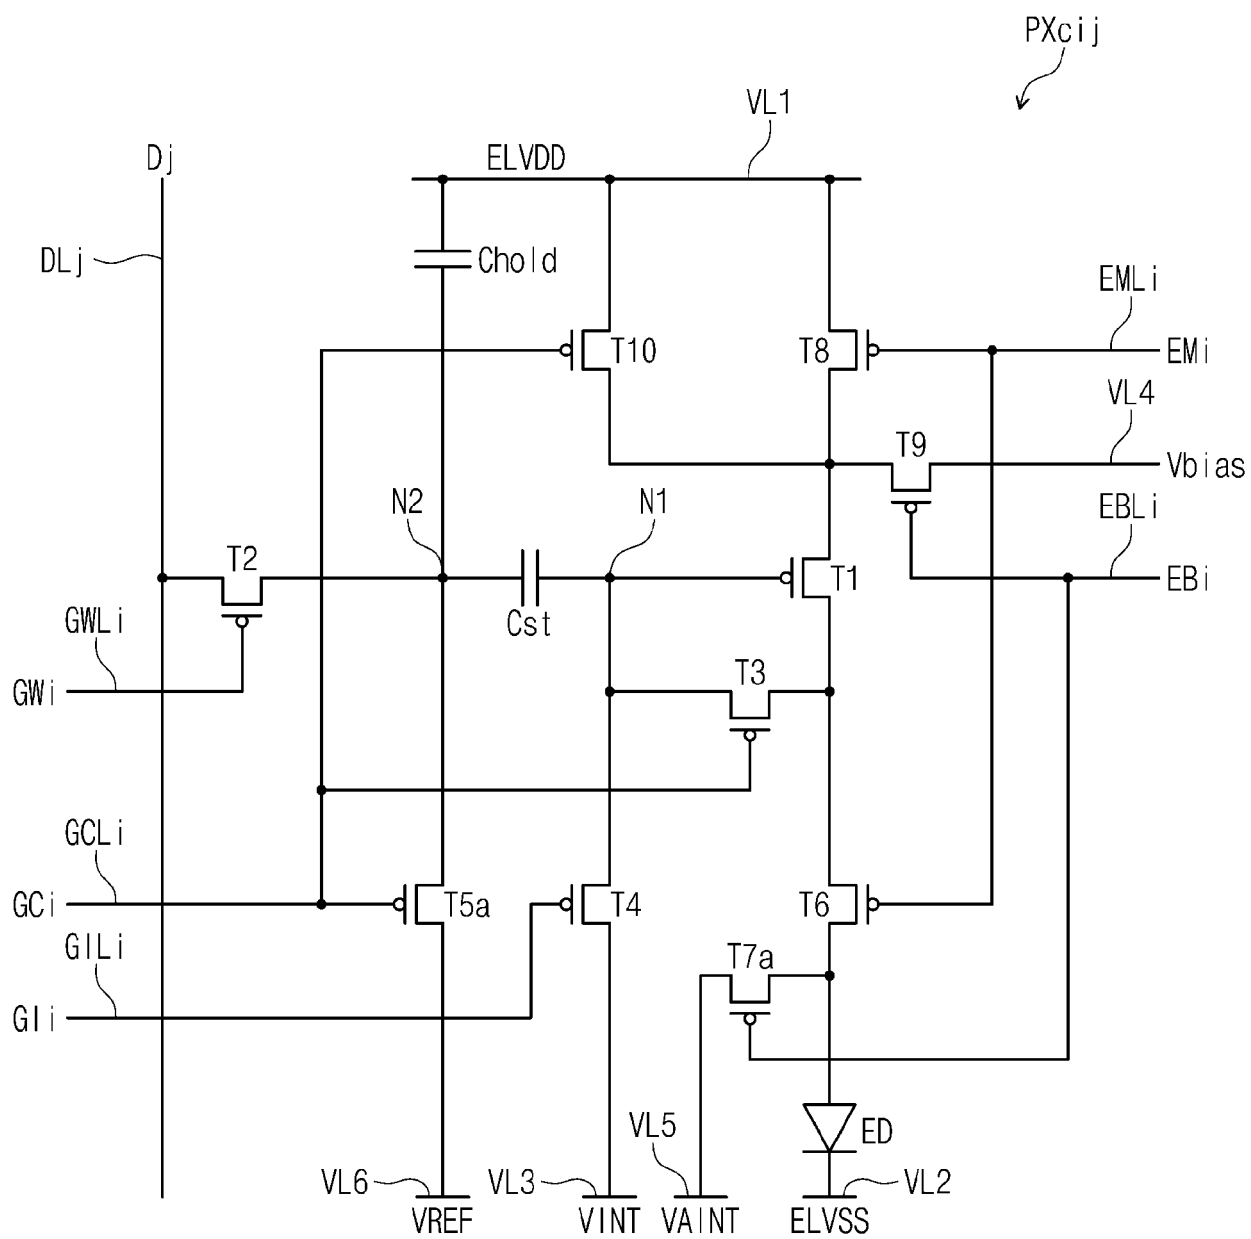 PXcij
VL1
Dj
ELVDD
DLj
Chold
EMLi
T10
T8
EMi
VL4
T9
Vbias
N2
N1
EBLi
T2
T1
EBi
Cst
GWLi
T3
GWi
GCLi
GCi
T5a
T4
T6
GILi
T7a
GIi
VL5
ED
VL6
VL3
VL2
VREF
VINT
VAINT
ELVSS